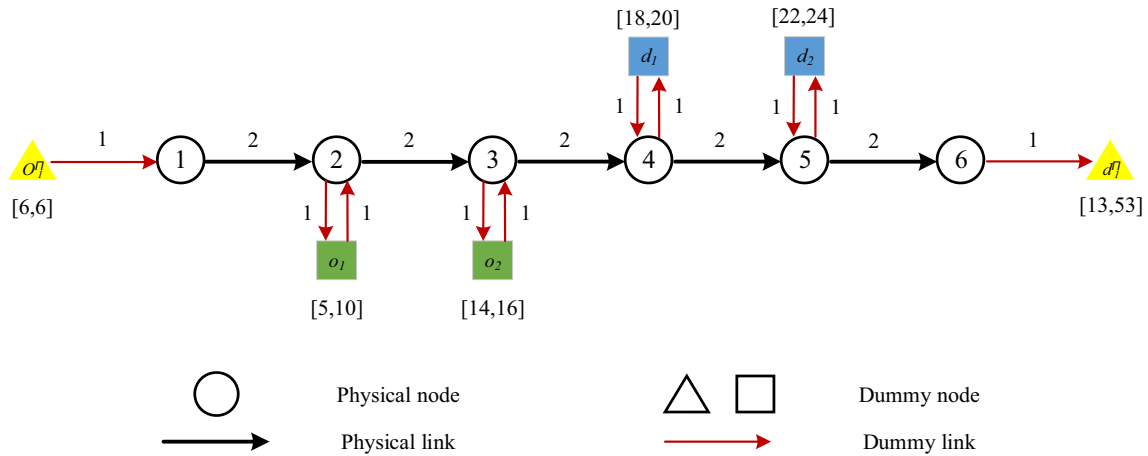 [18,20] [22,24]
d1 d2
1 1 1 1
1 2 2 2 2 2 1
O 1 2 3 4 5 6 d
[6,6] [13,53]
1 1 1 1
o1 o2
[5,10] [14,16]
Physical node Dummy node
Physical link Dummy link